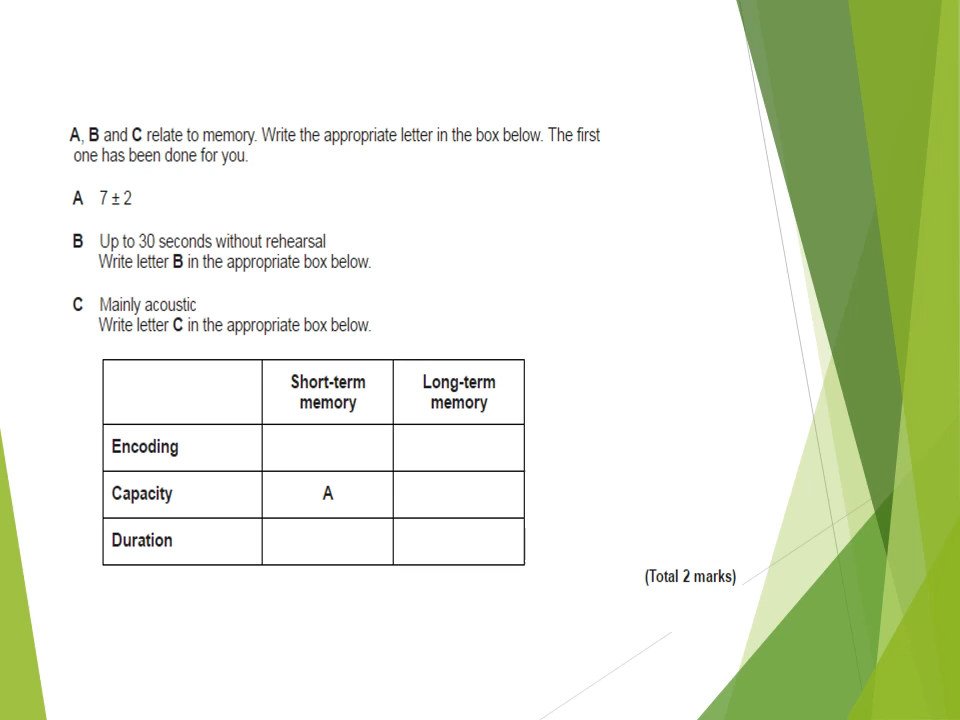 A, B and C relate to memory. Write the appropriate letter in the box below. The first
one has been done for you.
A 7 ± 2
B Up to 30 seconds without rehearsal
Write letter B in the appropriate box below.
C Mainly acoustic
Write letter C in the appropriate box below.
Short-term Long-term
memory memory
Encoding
Capacity A
Duration
(Total 2 marks)